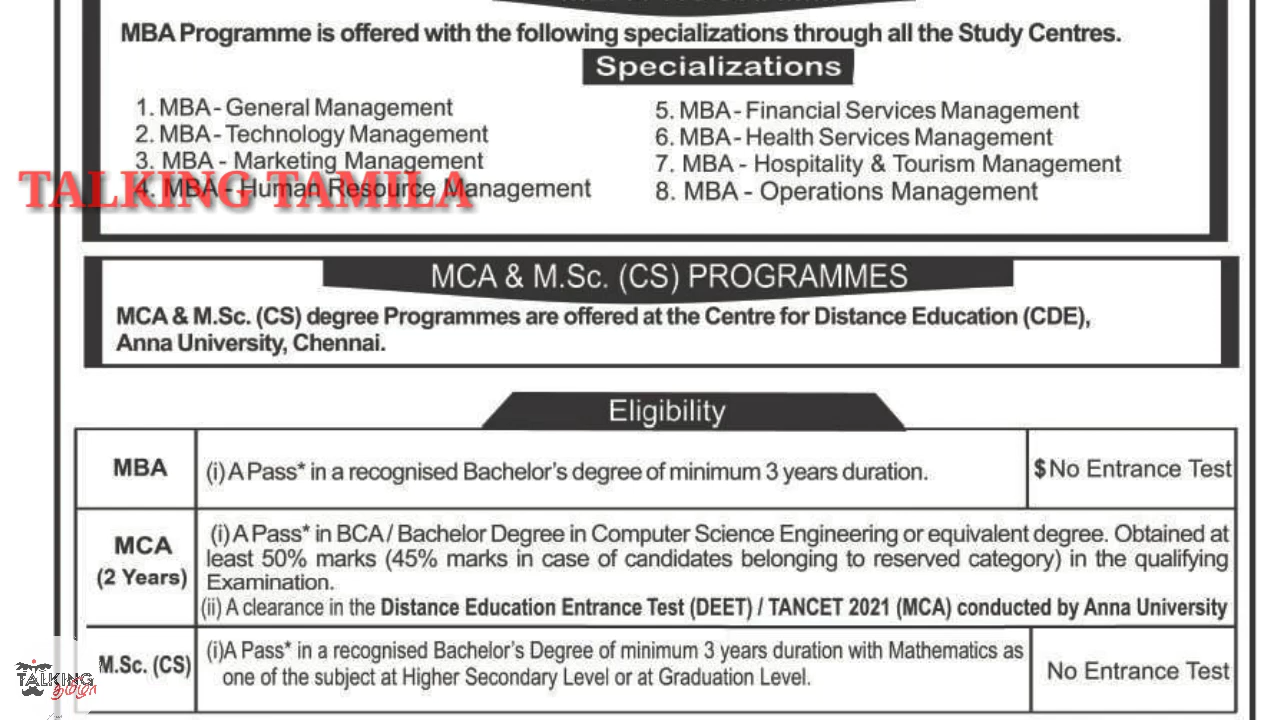 MBA Programme is offered with the following specializations through all the Study Centres.
Specializations
1. MBA - General Management
2. MBA - Technology Management
3. MBA - Marketing Management
4. MBA - Human Resource Management
5. MBA - Financial Services Management
6. MBA - Health Services Management
7. MBA - Hospitality & Tourism Management
8. MBA - Operations Management
TALKING TAMILA
MCA & M.Sc. (CS) PROGRAMMES
MCA & M.Sc. (CS) degree Programmes are offered at the Centre for Distance Education (CDE),
Anna University, Chennai.
Eligibility
MBA
(i) A Pass* in a recognised Bachelor's degree of minimum 3 years duration.
$ No Entrance Test
MCA
(2 Years)
(i) A Pass* in BCA / Bachelor Degree in Computer Science Engineering or equivalent degree. Obtained at
least 50% marks (45% marks in case of candidates belonging to reserved category) in the qualifying
Examination.
(ii) A clearance in the Distance Education Entrance Test (DEET) / TANCET 2021 (MCA) conducted by Anna University
M.Sc. (CS)
(i)A Pass* in a recognised Bachelor's Degree of minimum 3 years duration with Mathematics as
one of the subject at Higher Secondary Level or at Graduation Level.
No Entrance Test
TALKING
தமிழா